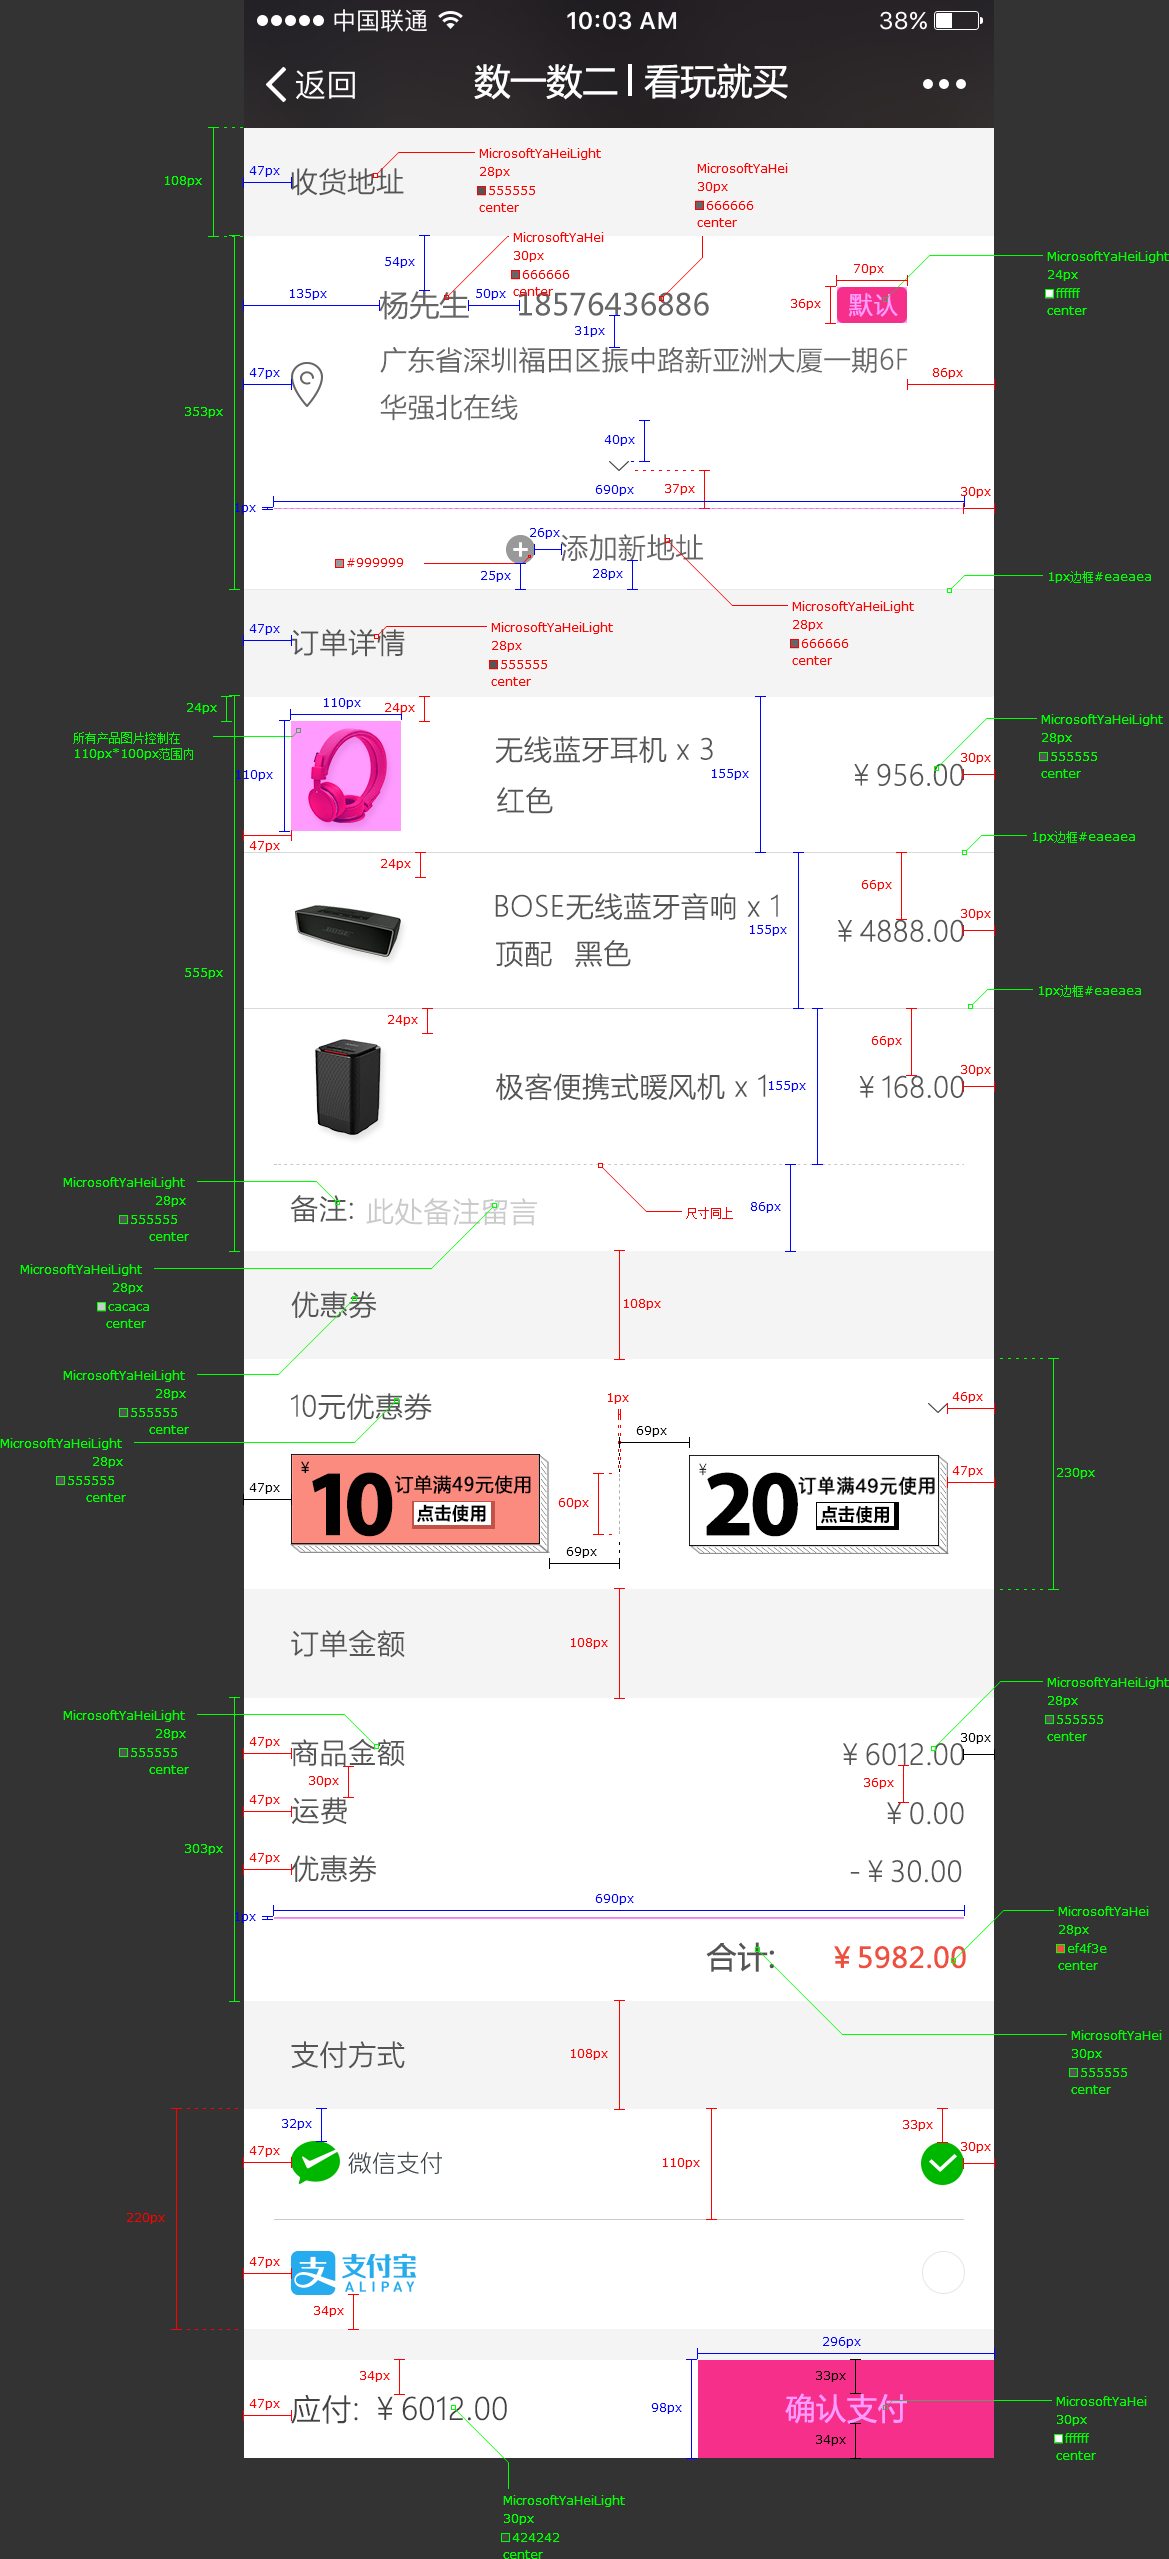 中国联通 10:03 AM 38%
返回 数一数二 | 看玩就买
108px
47px
收货地址
MicrosoftYaHeiLight
28px
555555
center
MicrosoftYaHei
30px
666666
center
MicrosoftYaHei
30px
666666
center
54px
135px
杨先生
50px
18576436886
70px
36px
默认
MicrosoftYaHeiLight
24px
ffffff
center
31px
47px
广东省深圳福田区振中路新亚洲大厦一期6F
86px
353px
华强北在线
40px
690px
37px
30px
px
26px
添加新地址
#999999
25px
28px
1px边框#eaeaea
MicrosoftYaHeiLight
28px
666666
center
47px
订单详情
MicrosoftYaHeiLight
28px
555555
center
24px
110px
24px
所有产品图片控制在
110px*100px范围内
110px
无线蓝牙耳机 x 3
155px
¥ 956.00
30px
MicrosoftYaHeiLight
28px
555555
center
红色
47px
1px边框#eaeaea
24px
66px
BOSE无线蓝牙音响 x 1
155px
¥ 4888.00
30px
顶配 黑色
555px
1px边框#eaeaea
24px
66px
极客便携式暖风机 x 1
155px
¥ 168.00
30px
MicrosoftYaHeiLight
28px
555555
center
备注:
此处备注留言
尺寸同上
86px
MicrosoftYaHeiLight
28px
cacaca
center
优惠券
108px
MicrosoftYaHeiLight
28px
555555
center
10元优惠券
1px
46px
69px
MicrosoftYaHeiLight
28px
555555
center
47px
¥
10
订单满49元使用
点击使用
60px
69px
¥
20
订单满49元使用
点击使用
47px
230px
订单金额
108px
MicrosoftYaHeiLight
28px
555555
center
MicrosoftYaHeiLight
28px
555555
center
47px
商品金额
¥ 6012.00
30px
30px
36px
47px
运费
¥ 0.00
303px
47px
优惠券
- ¥ 30.00
690px
px
合计:
¥ 5982.00
MicrosoftYaHei
28px
ef4f3e
center
MicrosoftYaHei
30px
555555
center
支付方式
108px
32px
33px
47px
微信支付
110px
30px
220px
47px
支 支付宝
ALIPAY
34px
296px
34px
33px
47px
应付: ¥ 6012.00
98px
确认支付
34px
MicrosoftYaHei
30px
ffffff
center
MicrosoftYaHeiLight
30px
424242
center